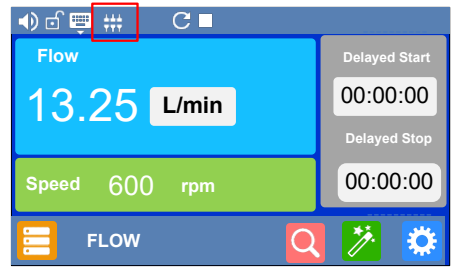 Flow
13.25 L/min
Delayed Start
00:00:00
Delayed Stop
00:00:00
Speed 600 rpm
FLOW